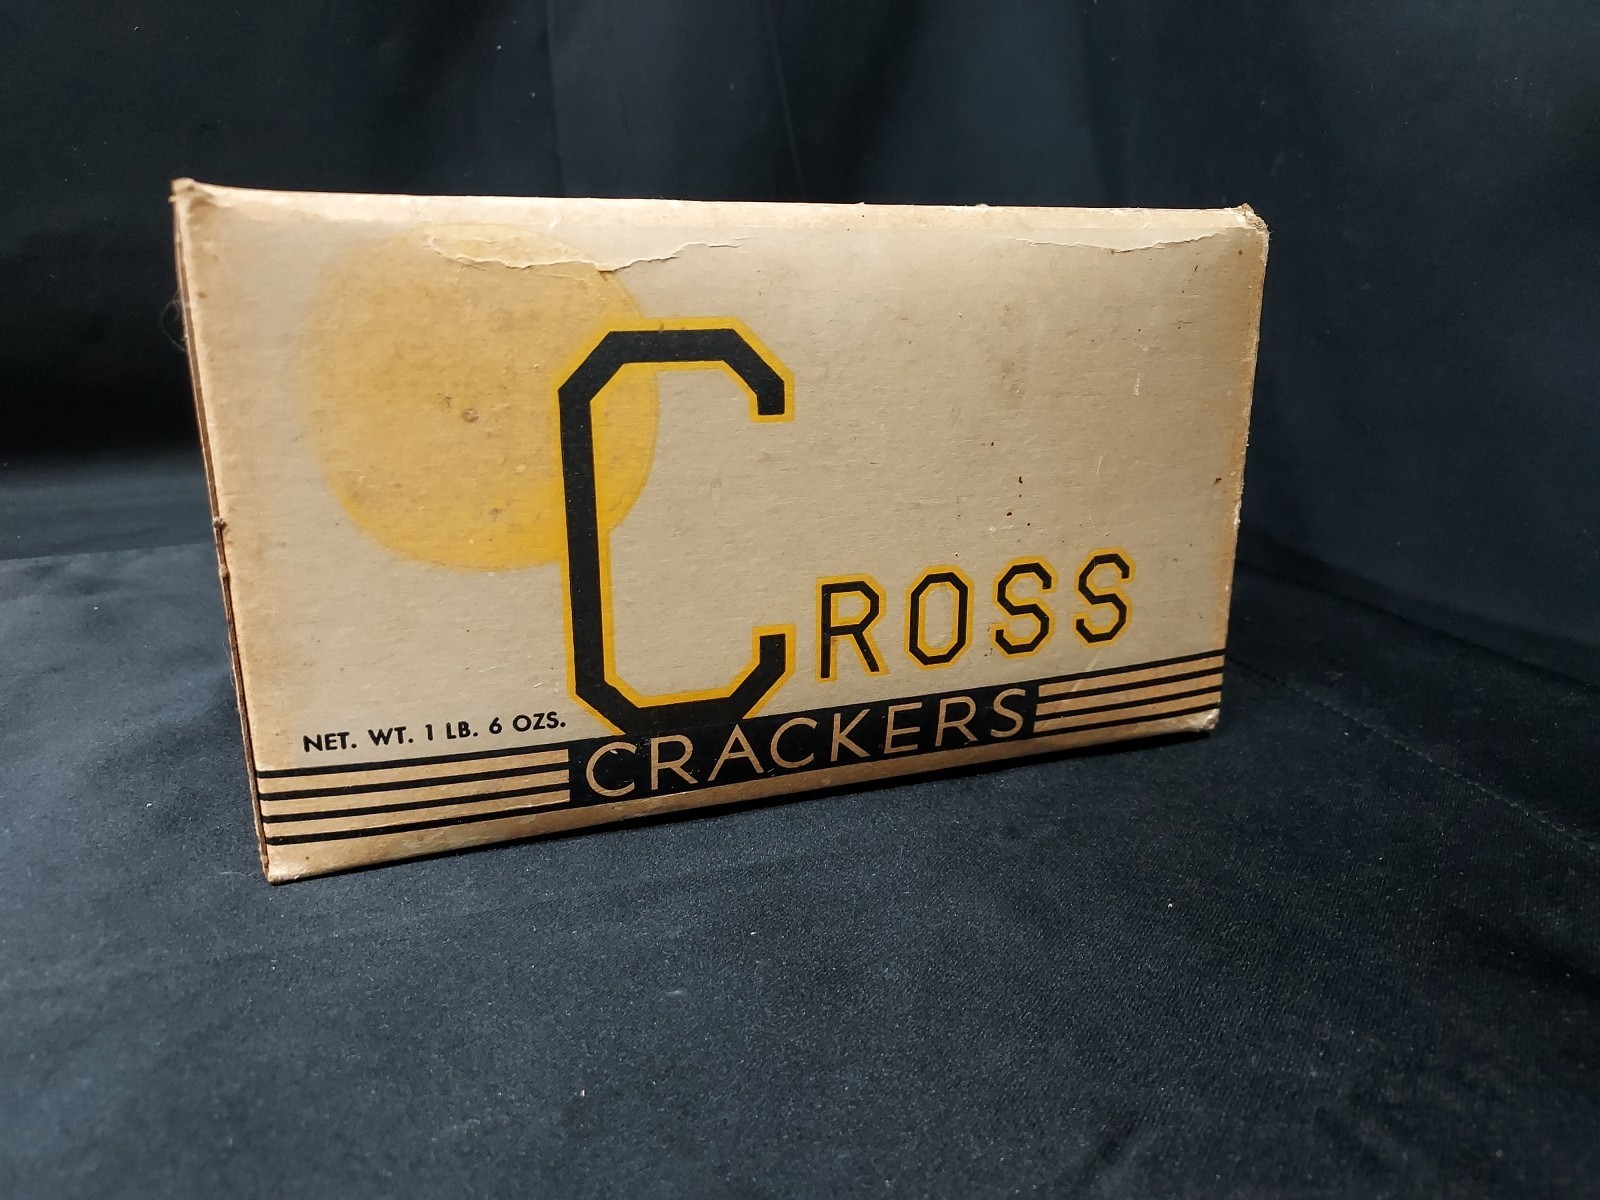 CROSS
NET. WT. 1 LB. 6 OZS.
CRACKERS